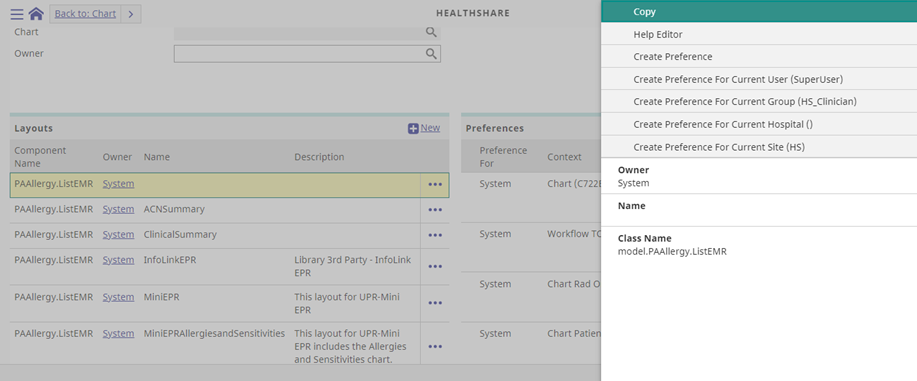 Back to: Chart
HEALTHSHARE
Chart
Owner
Layouts
New
Component Name Owner Name Description
PAAllergy.ListEMR System
PAAllergy.ListEMR System ACNSummary
PAAllergy.ListEMR System ClinicalSummary
PAAllergy.ListEMR System InfoLinkEPR Library 3rd Party - InfoLink
EPR
PAAllergy.ListEMR System MiniEPR This layout for UPR-Mini
EPR
PAAllergy.ListEMR System MiniEPRAllergiesandSensitivities This layout for UPR-Mini
EPR includes the Allergies
and Sensitivities chart.
Preferences
Preference For Context
System Chart (C722E
System Workflow TC
System Chart Rad O
System Chart Patien
Copy
Help Editor
Create Preference
Create Preference For Current User (SuperUser)
Create Preference For Current Group (HS_Clinician)
Create Preference For Current Hospital ()
Create Preference For Current Site (HS)
Owner
System
Name
Class Name
model.PAAllergy.ListEMR